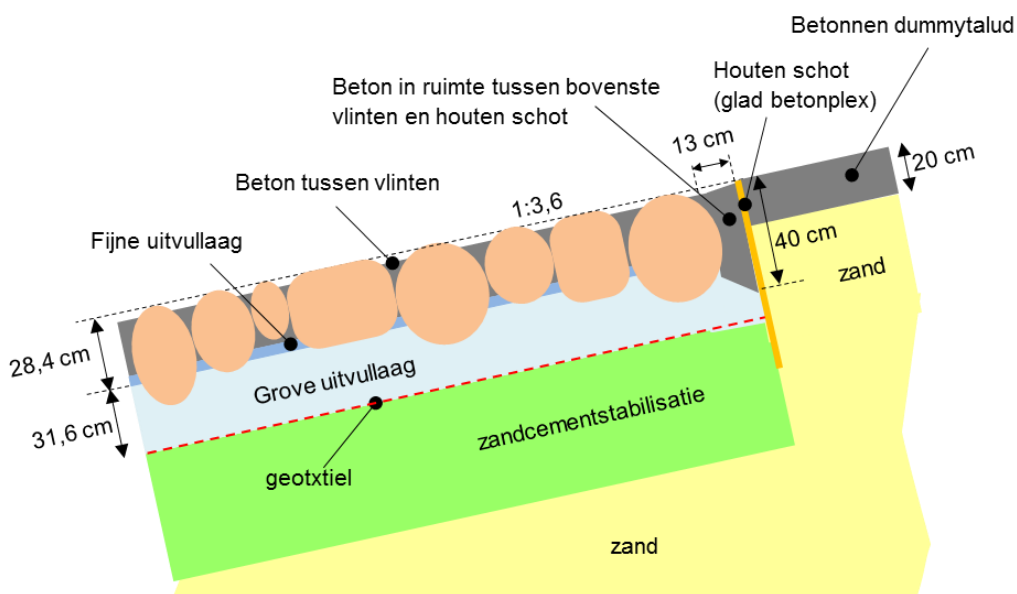 Betonnen dummytalud
Houten schot
(glad betonplex)
Beton in ruimte tussen bovenste
vlinten en houten schot
13 cm
20 cm
Beton tussen vlinten
1:3,6
Fijne uitvullaag
40 cm
zand
28,4 cm
Grove uitvullaag
31,6 cm
zandcementstabilisatie
geotxtiel
zand